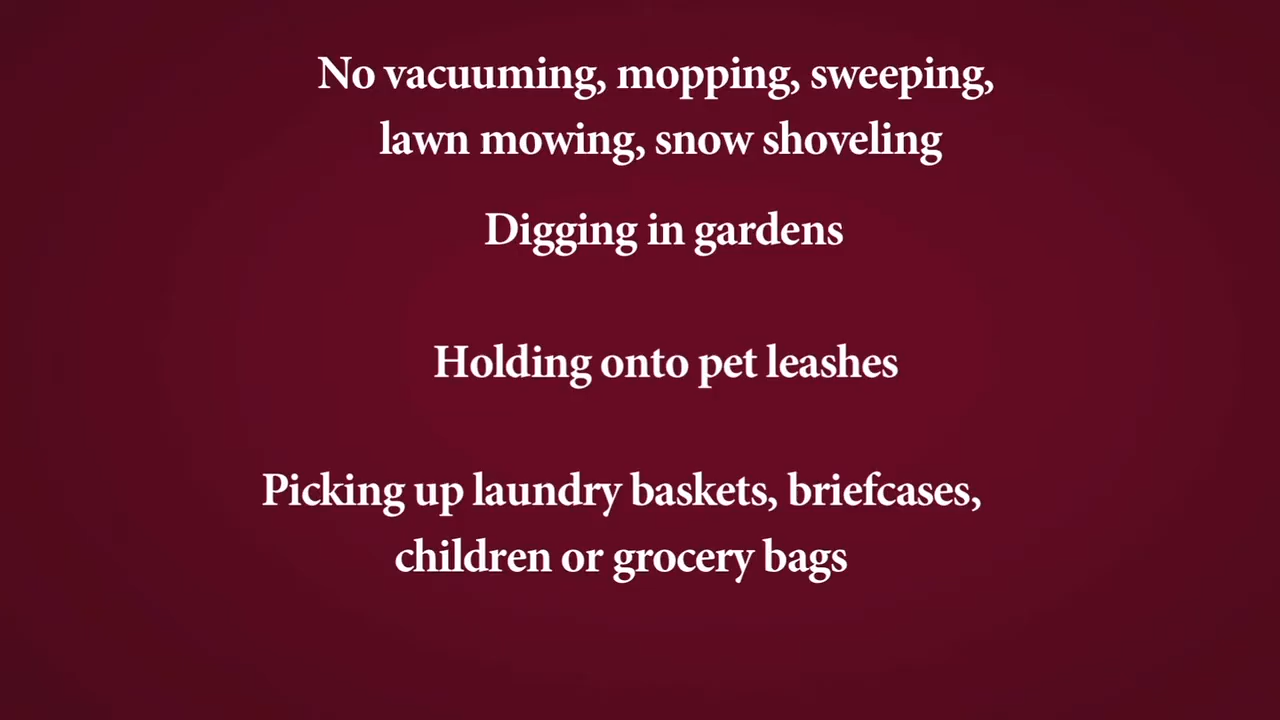 No vacuuming, mopping, sweeping,
lawn mowing, snow shoveling
Digging in gardens
Holding onto pet leashes
Picking up laundry baskets, briefcases,
children or grocery bags